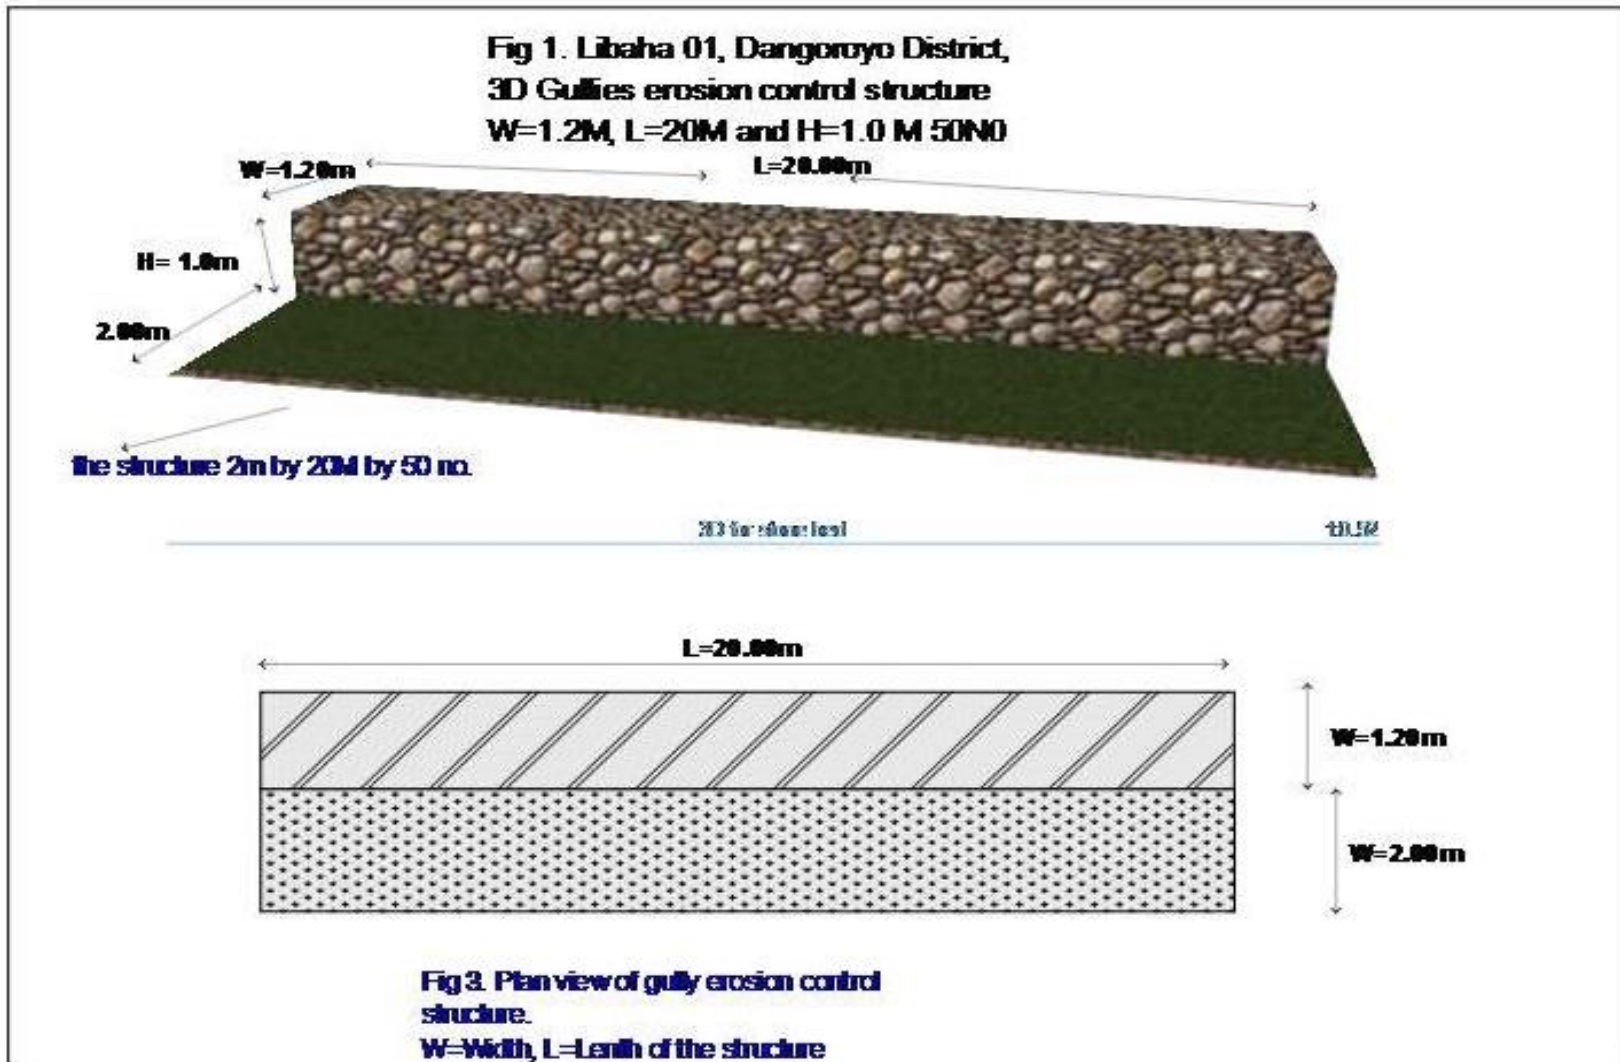 Fig 1. Libaha 01, Dangoroyo District,
3D Gullies erosion control structure
W=1.2M, L=20M and H=1.0 M 50N0
W=1.20m
L=20.00m
H= 1.0m
2.00m
the structure 2m by 20M by 50 no.
L=20.00m
W=1.20m
W=2.00m
Fig 3. Plan view of gully erosion control
structure.
W=Width, L=Lenth of the structure